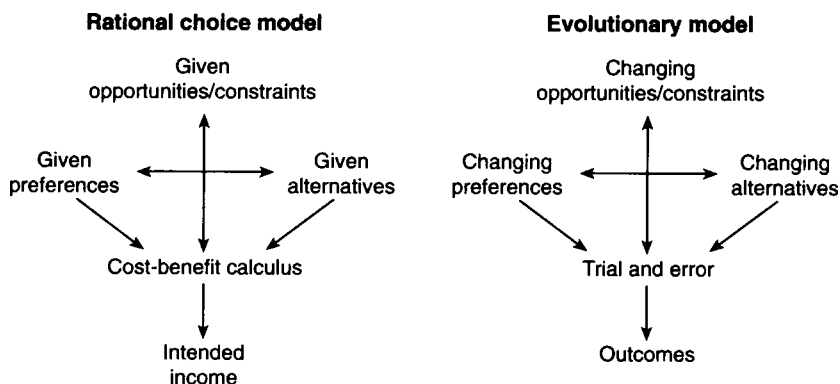 Rational choice model
Given
opportunities/constraints
Given
preferences
Given
alternatives
Cost-benefit calculus
Intended
income
Evolutionary model
Changing
opportunities/constraints
Changing
preferences
Changing
alternatives
Trial and error
Outcomes